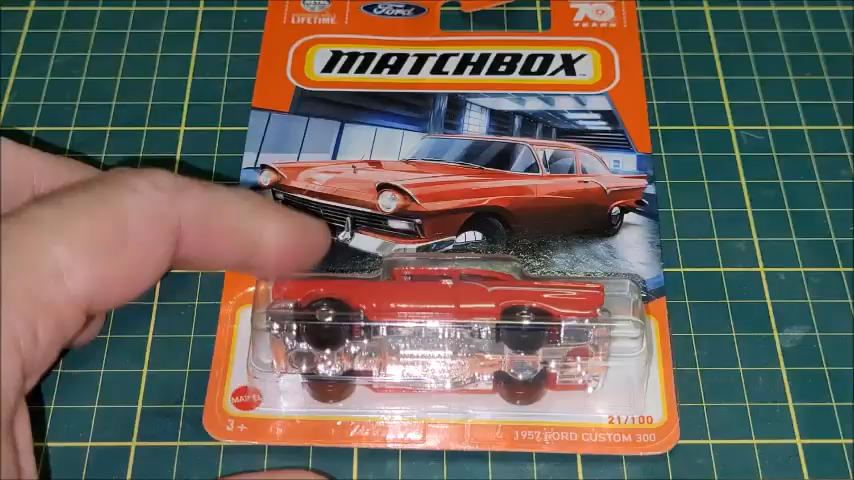 LIFETIME
Ford
70
YEARS
MATCHBOX
MATTEL
3+
21/100
1957 FORD CUSTOM 300